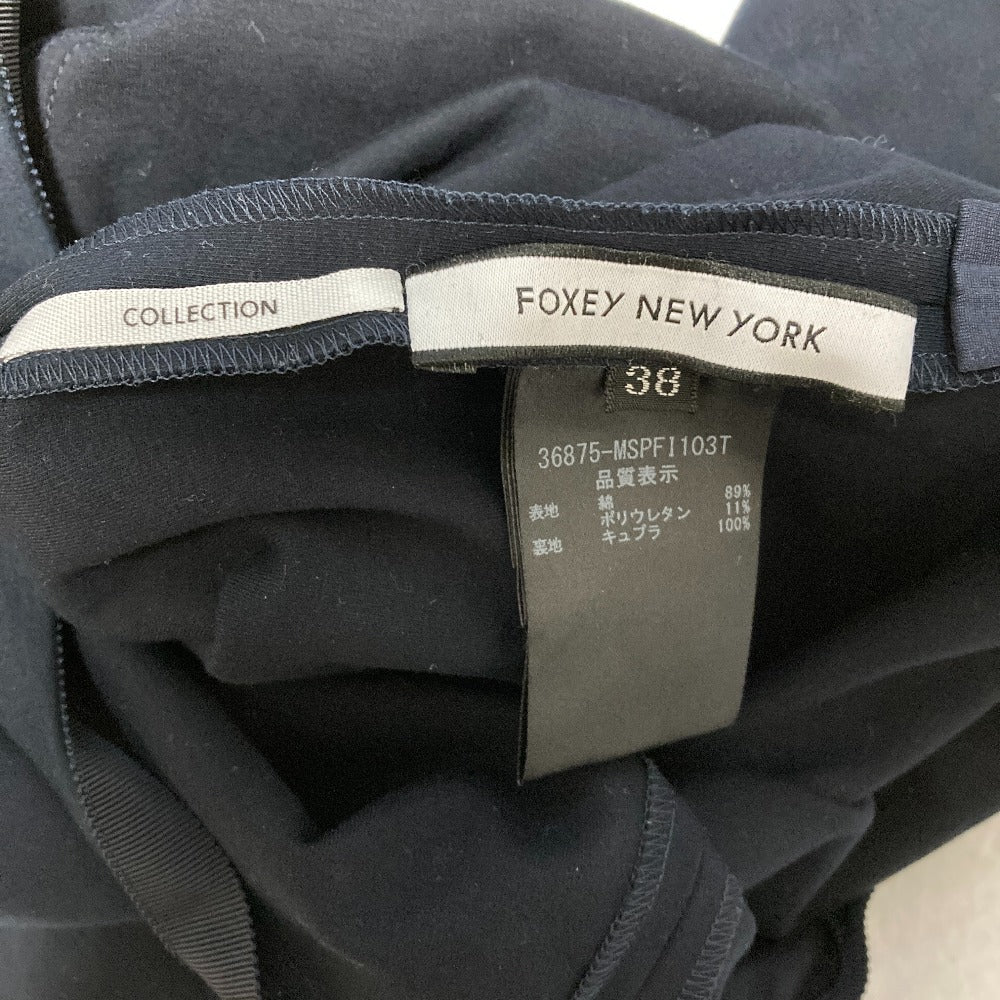 COLLECTION
FOXEY NEW YORK
38
36875-MSPFI103T
品質表示
表地 綿 89%
ポリウレタン 11%
裏地 キュプラ 100%